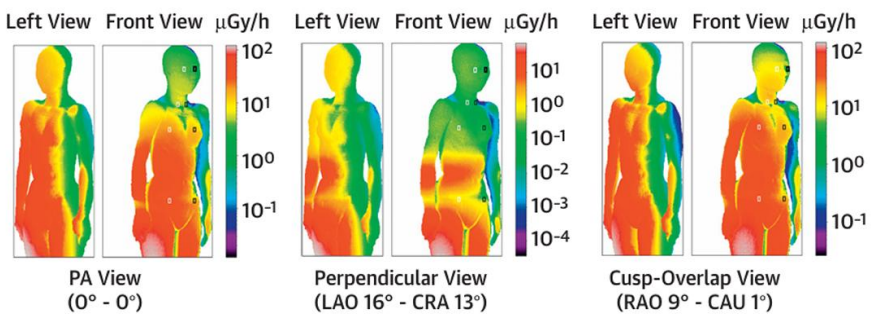 Left View Front View μGy/h
10²
10¹
10⁰
10⁻¹
PA View
(0° - 0°)
Left View Front View μGy/h
10¹
10⁰
10⁻¹
10⁻²
10⁻³
10⁻⁴
Perpendicular View
(LAO 16° - CRA 13°)
Left View Front View μGy/h
10²
10¹
10⁰
10⁻¹
Cusp-Overlap View
(RAO 9° - CAU 1°)